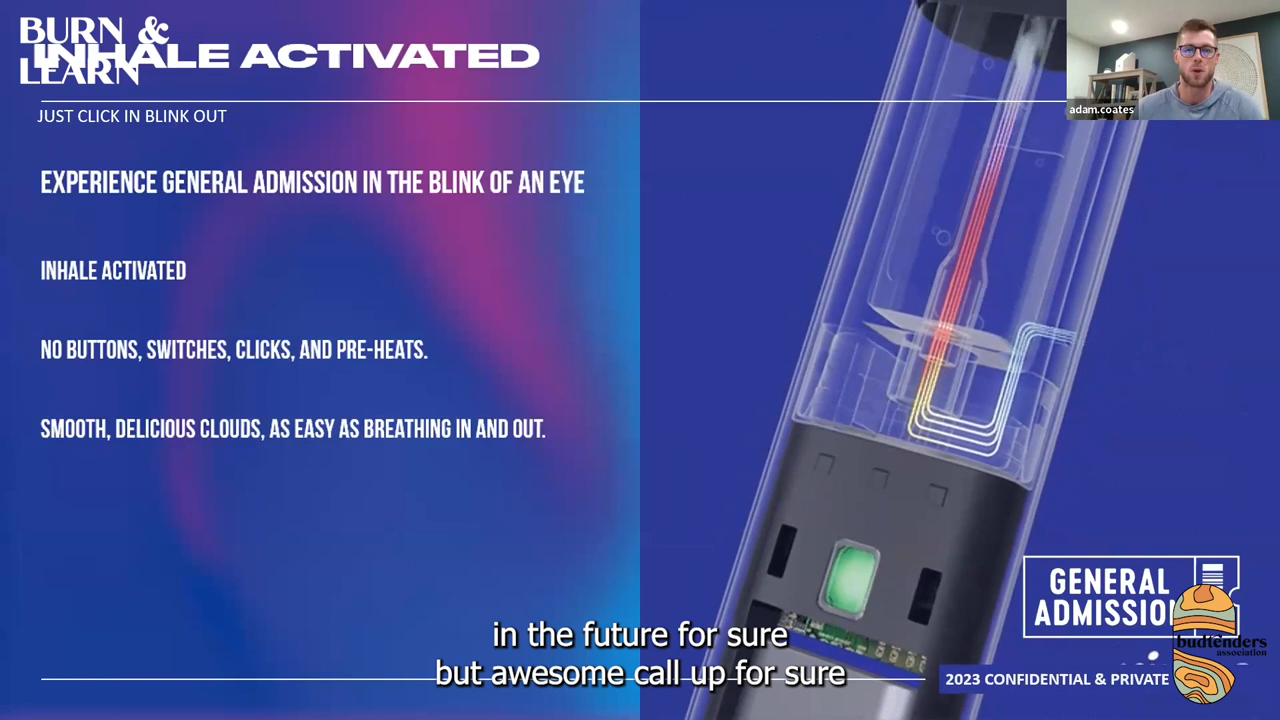 BURN &
LEARN
INHALE ACTIVATED
adam.coates
JUST CLICK IN BLINK OUT
EXPERIENCE GENERAL ADMISSION IN THE BLINK OF AN EYE
INHALE ACTIVATED
NO BUTTONS, SWITCHES, CLICKS, AND PRE-HEATS.
SMOOTH, DELICIOUS CLOUDS, AS EASY AS BREATHING IN AND OUT.
GENERAL
ADMISSION
budtenders
association
in the future for sure
but awesome call up for sure
2023 CONFIDENTIAL & PRIVATE